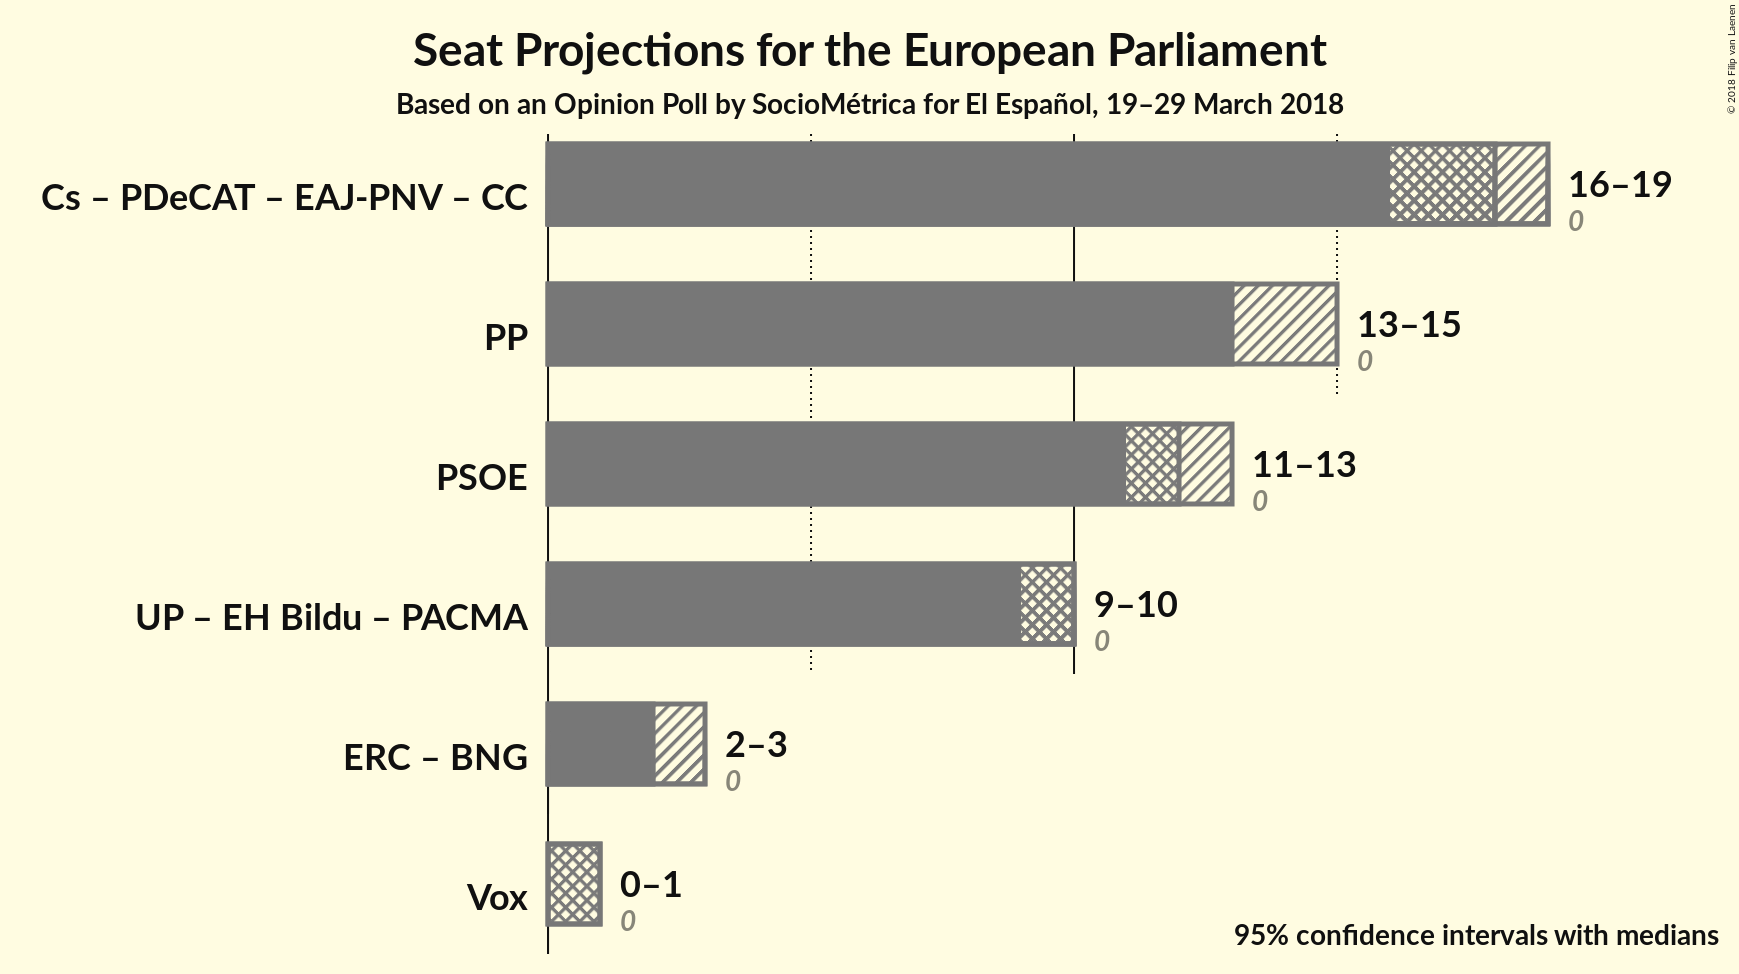 Seat Projections for the European Parliament
Based on an Opinion Poll by SocioMétrica for El Español, 19–29 March 2018
© 2018 Filip van Laenen
Cs – PDeCAT – EAJ-PNV – CC
16–19
0
PP
13–15
0
PSOE
11–13
0
UP – EH Bildu – PACMA
9–10
0
ERC – BNG
2–3
0
Vox
0–1
0
95% confidence intervals with medians